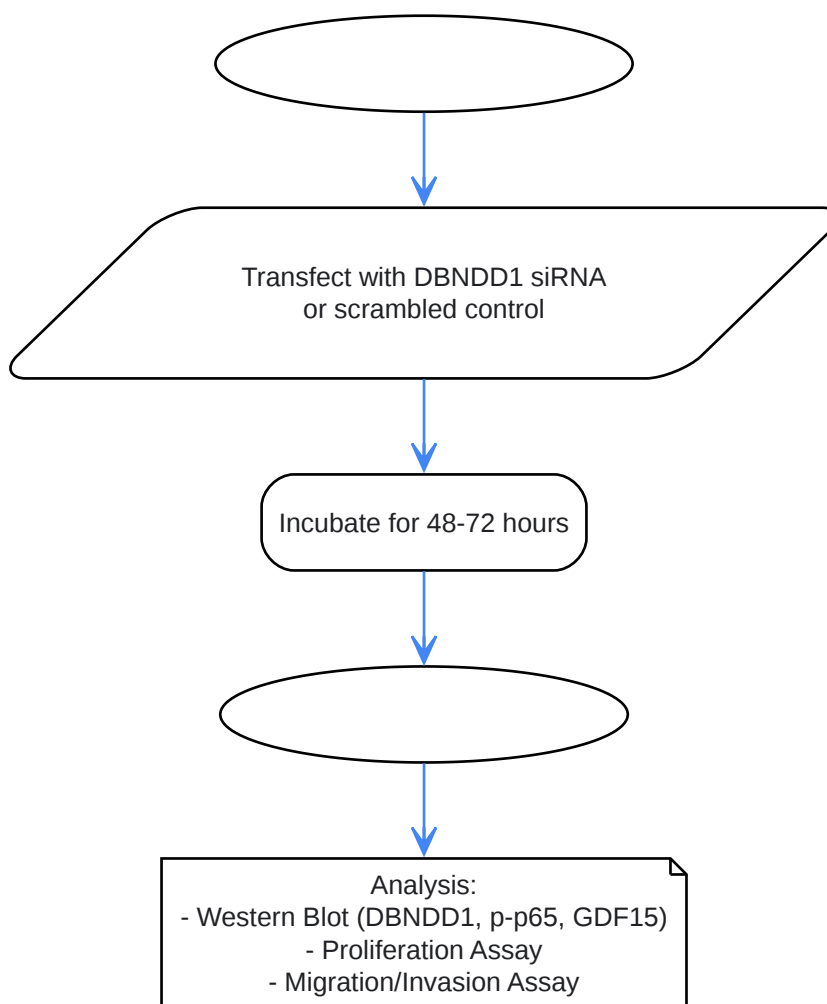 Transfect with DBNDD1 siRNA
or scrambled control
Incubate for 48-72 hours
Analysis:
- Western Blot (DBNDD1, p-p65, GDF15)
- Proliferation Assay
- Migration/Invasion Assay